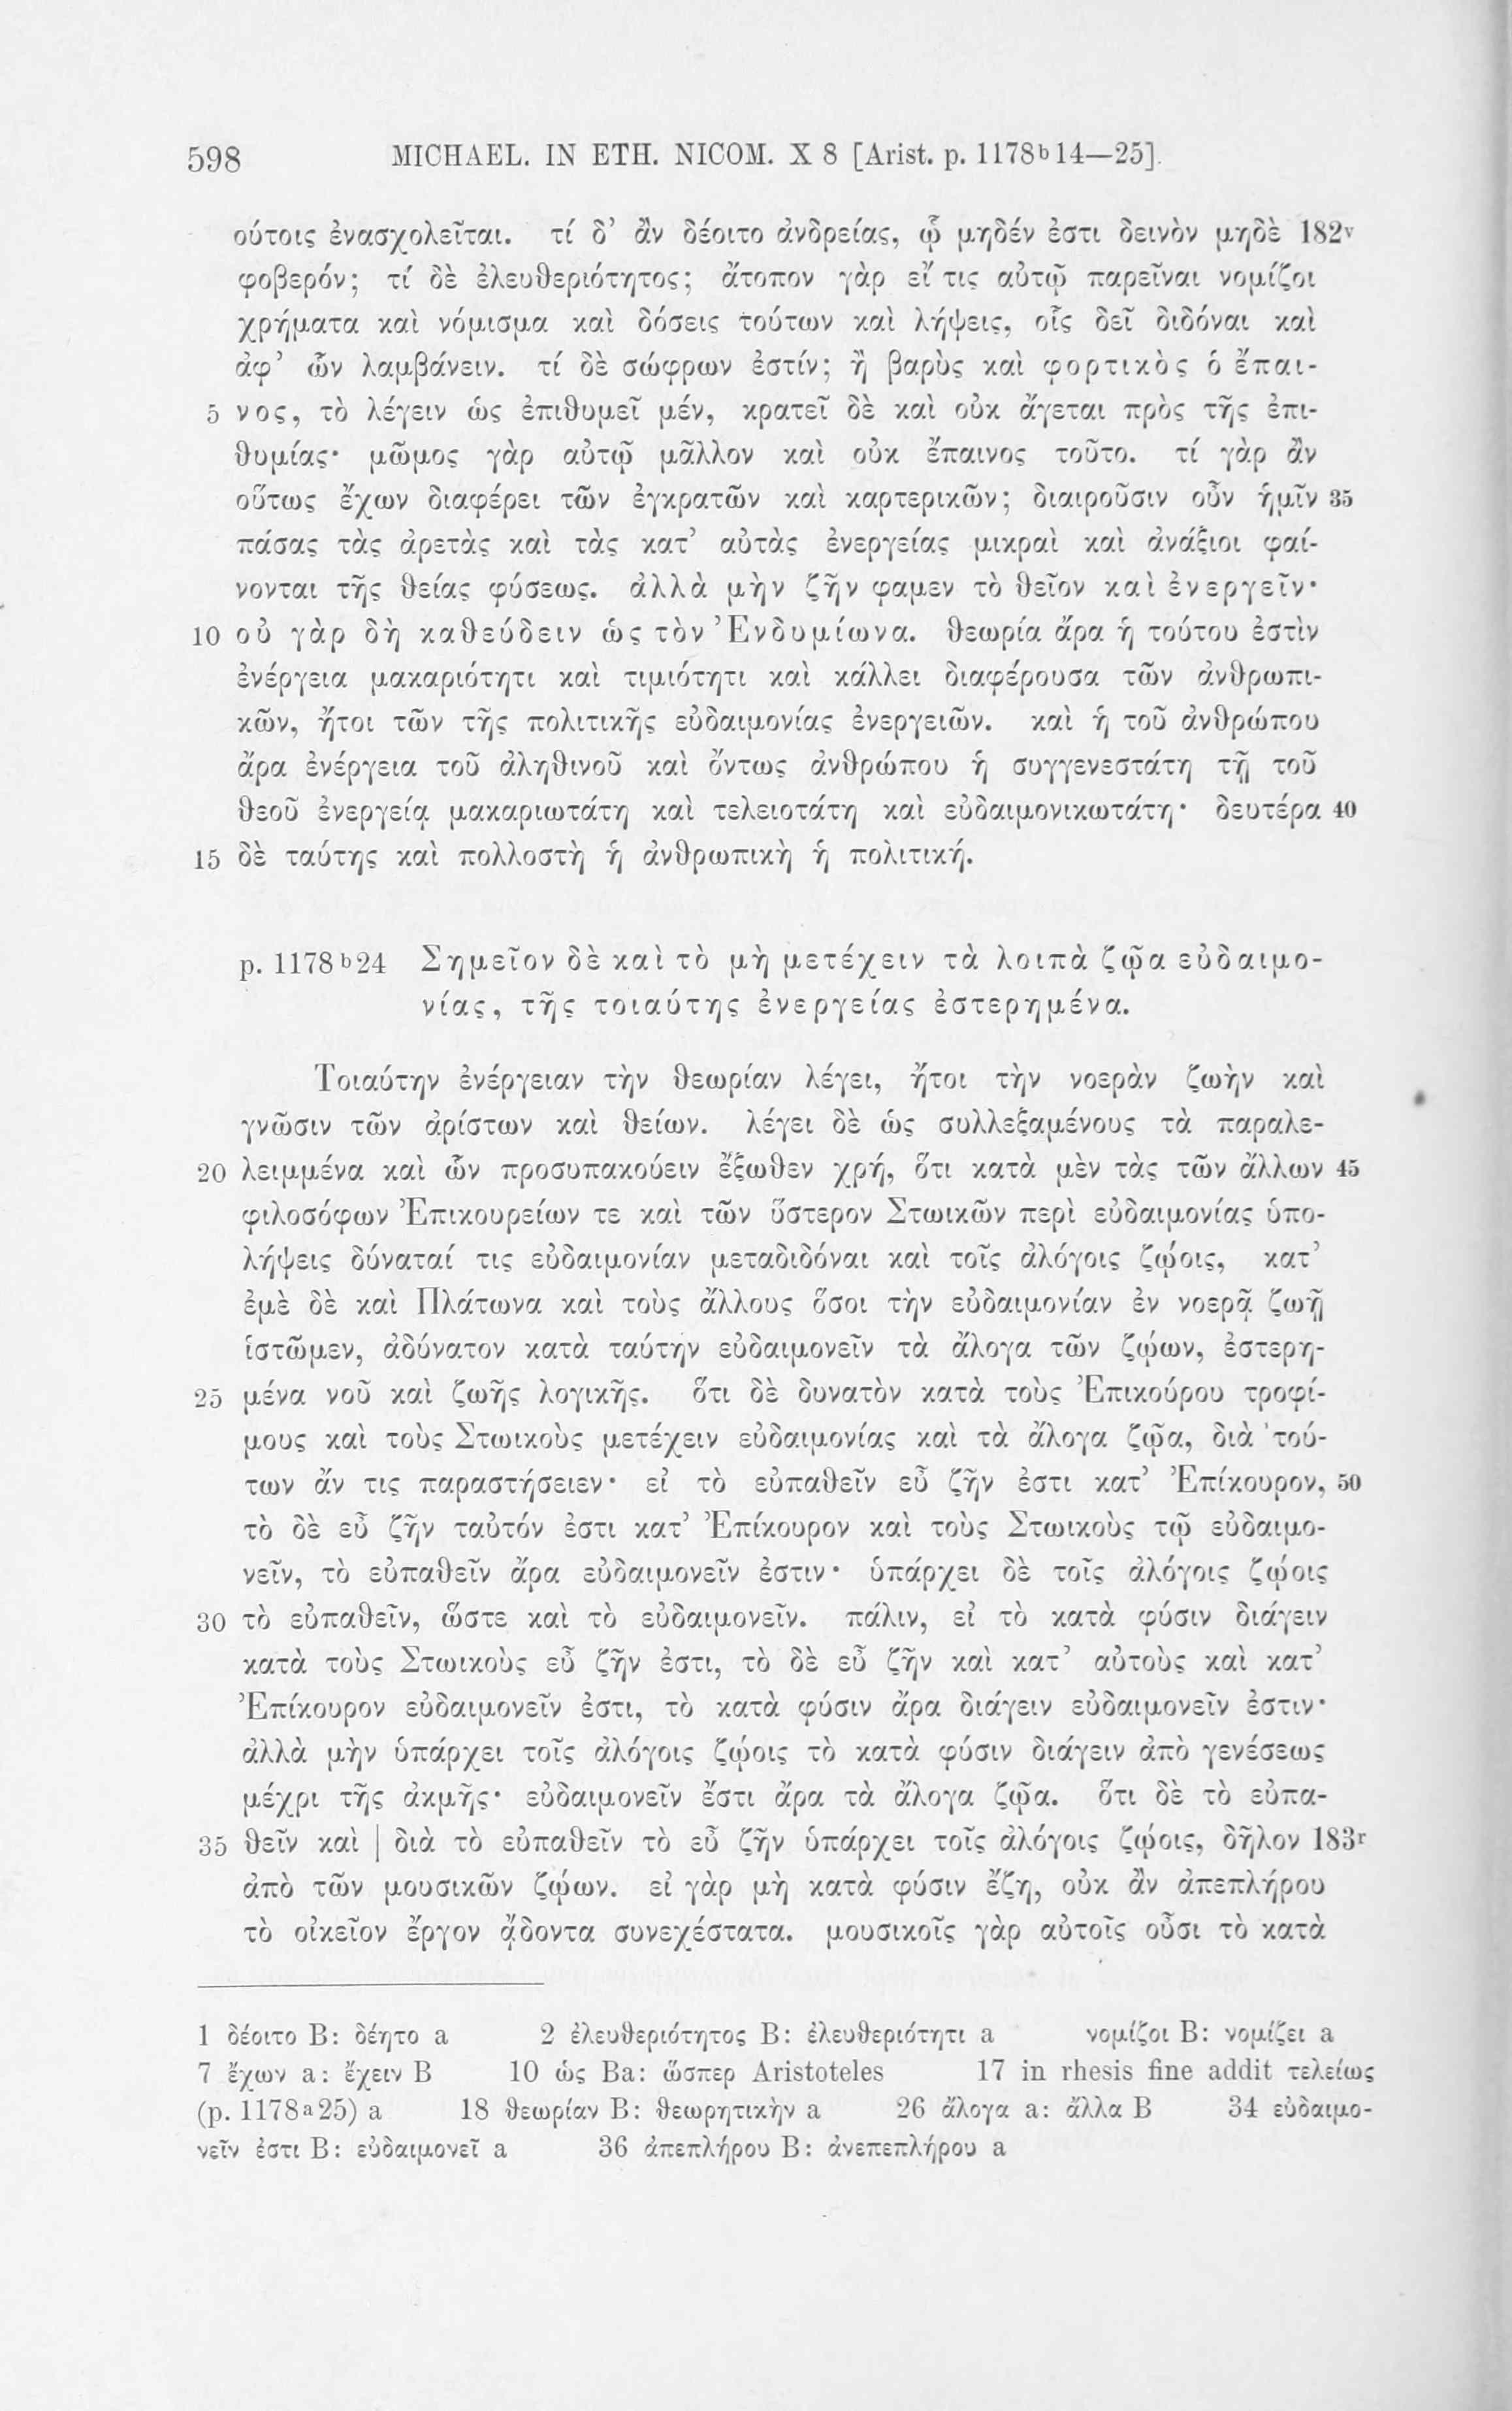 598 MICHAEL. IN ETH. NICOM. X 8 [Arist. p. 1178ᵇ14—25]
ούτοις ἐνασχολεῖται. τί δ’ ἂν δέοιτο ἀνδρείας, ᾧ μηδέν ἐστι δεινὸν μηδὲ 182ᵛ
φοβερόν; τί δὲ ἐλευθεριότητος; ἄτοπον γὰρ εἴ τις αὐτῷ παρεῖναι νομίζοι
χρήματα καὶ νόμισμα καὶ δόσεις τούτων καὶ λήψεις, οἷς δεῖ διδόναι καὶ
ἀφ’ ὧν λαμβάνειν. τί δὲ σώφρων ἐστίν; ἢ βαρὺς καὶ φορτικὸς ὁ ἔπαι-
5 νος, τὸ λέγειν ὡς ἐπιθυμεῖ μέν, κρατεῖ δὲ καὶ οὐκ ἄγεται πρὸς τῆς ἐπι-
θυμίας· μῶμος γὰρ αὐτῷ μᾶλλον καὶ οὐκ ἔπαινος τοῦτο. τί γὰρ ἂν
οὕτως ἔχων διαφέρει τῶν ἐγκρατῶν καὶ καρτερικῶν; διαιροῦσιν οὖν ἡμῖν 35
πάσας τὰς ἀρετὰς καὶ τὰς κατ’ αὐτὰς ἐνεργείας μικραὶ καὶ ἀνάξιοι φαί-
νονται τῆς θείας φύσεως. ἀλλὰ μὴν ζῆν φαμεν τὸ θεῖον καὶ ἐνεργεῖν·
10 οὐ γὰρ δὴ καθεύδειν ὡς τὸν Ἐνδυμίωνα. θεωρία ἄρα ἡ τούτου ἐστὶν
ἐνέργεια μακαριότητι καὶ τιμιότητι καὶ κάλλει διαφέρουσα τῶν ἀνθρωπι-
κῶν, ἤτοι τῶν τῆς πολιτικῆς εὐδαιμονίας ἐνεργειῶν. καὶ ἡ τοῦ ἀνθρώπου
ἄρα ἐνέργεια τοῦ ἀληθινοῦ καὶ ὄντως ἀνθρώπου ἡ συγγενεστάτη τῇ τοῦ
θεοῦ ἐνεργείᾳ μακαριωτάτη καὶ τελειοτάτη καὶ εὐδαιμονικωτάτη· δευτέρα 40
15 δὲ ταύτης καὶ πολλοστὴ ἡ ἀνθρωπικὴ ἡ πολιτική.
p. 1178ᵇ24 Σημεῖον δὲ καὶ τὸ μὴ μετέχειν τὰ λοιπὰ ζῷα εὐδαιμο-
νίας, τῆς τοιαύτης ἐνεργείας ἐστερημένα.
Τοιαύτην ἐνέργειαν τὴν θεωρίαν λέγει, ἤτοι τὴν νοερὰν ζωὴν καὶ
γνῶσιν τῶν ἀρίστων καὶ θείων. λέγει δὲ ὡς συλλεξαμένους τὰ παραλε-
20 λειμμένα καὶ ὧν προσυπακούειν ἔξωθεν χρή, ὅτι κατὰ μὲν τὰς τῶν ἄλλων 45
φιλοσόφων Ἐπικουρείων τε καὶ τῶν ὕστερον Στωικῶν περὶ εὐδαιμονίας ὑπο-
λήψεις δύναταί τις εὐδαιμονίαν μεταδιδόναι καὶ τοῖς ἀλόγοις ζῴοις, κατ’
ἐμὲ δὲ καὶ Πλάτωνα καὶ τοὺς ἄλλους ὅσοι τὴν εὐδαιμονίαν ἐν νοερᾷ ζωῇ
ἱστῶμεν, ἀδύνατον κατὰ ταύτην εὐδαιμονεῖν τὰ ἄλογα τῶν ζῴων, ἐστερη-
25 μένα νοῦ καὶ ζωῆς λογικῆς. ὅτι δὲ δυνατὸν κατὰ τοὺς Ἐπικούρου τροφί-
μους καὶ τοὺς Στωικοὺς μετέχειν εὐδαιμονίας καὶ τὰ ἄλογα ζῷα, διὰ τού-
των ἄν τις παραστήσειεν· εἰ τὸ εὐπαθεῖν εὖ ζῆν ἐστι κατ’ Ἐπίκουρον, 50
τὸ δὲ εὖ ζῆν ταὐτόν ἐστι κατ’ Ἐπίκουρον καὶ τοὺς Στωικοὺς τῷ εὐδαιμο-
νεῖν, τὸ εὐπαθεῖν ἄρα εὐδαιμονεῖν ἐστιν· ὑπάρχει δὲ τοῖς ἀλόγοις ζῴοις
30 τὸ εὐπαθεῖν, ὥστε καὶ τὸ εὐδαιμονεῖν. πάλιν, εἰ τὸ κατὰ φύσιν διάγειν
κατὰ τοὺς Στωικοὺς εὖ ζῆν ἐστι, τὸ δὲ εὖ ζῆν καὶ κατ’ αὐτοὺς καὶ κατ’
Ἐπίκουρον εὐδαιμονεῖν ἐστι, τὸ κατὰ φύσιν ἄρα διάγειν εὐδαιμονεῖν ἐστιν·
ἀλλὰ μὴν ὑπάρχει τοῖς ἀλόγοις ζῴοις τὸ κατὰ φύσιν διάγειν ἀπὸ γενέσεως
μέχρι τῆς ἀκμῆς· εὐδαιμονεῖν ἔστι ἄρα τὰ ἄλογα ζῷα. ὅτι δὲ τὸ εὐπα-
35 θεῖν καὶ | διὰ τὸ εὐπαθεῖν τὸ εὖ ζῆν ὑπάρχει τοῖς ἀλόγοις ζῴοις, δῆλον 183ʳ
ἀπὸ τῶν μουσικῶν ζῴων. εἰ γὰρ μὴ κατὰ φύσιν ἔζη, οὐκ ἂν ἀπεπλήρου
τὸ οἰκεῖον ἔργον ᾄδοντα συνεχέστατα. μουσικοῖς γὰρ αὐτοῖς οὖσι τὸ κατὰ
1 δέοιτο B: δέητο a 2 ἐλευθεριότητος B: ἐλευθεριότητι a νομίζοι B: νομίζει a
7 ἔχων a: ἔχειν B 10 ὡς Ba: ὥσπερ Aristoteles 17 in rhesis fine addit τελείως
(p. 1178ᵃ25) a 18 θεωρίαν B: θεωρητικὴν a 26 ἄλογα a: ἄλλα B 34 εὐδαιμο-
νεῖν ἐστι B: εὐδαιμονεῖ a 36 ἀπεπλήρου B: ἀνεπεπλήρου a